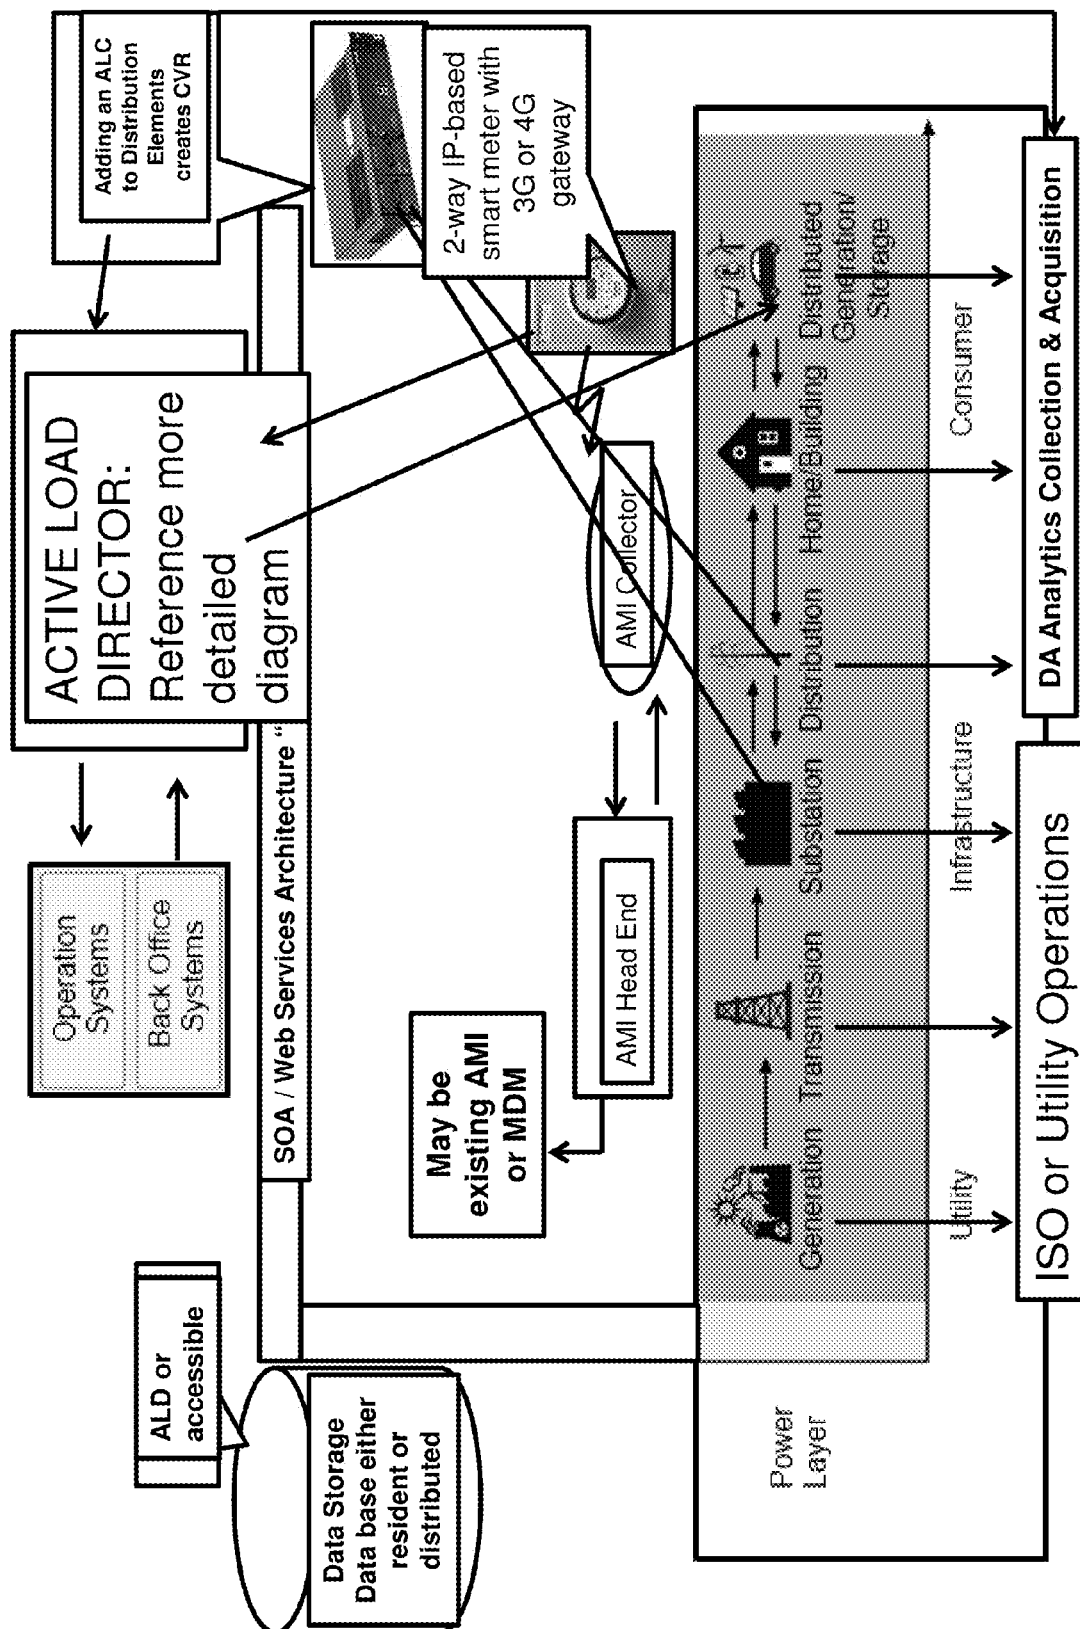 Adding an ALC
to Distribution
Elements
creates CVR
2-way IP-based
smart meter with
3G or 4G
gateway
ACTIVE LOAD
DIRECTOR:
Reference more
detailed
diagram
Operation
Systems
Back Office
Systems
SOA / Web Services Architecture "
ALD or
accessible
Data Storage
Data base either
resident or
distributed
May be
existing AMI
or MDM
AMI Head End
AMI Collector
Power
Layer
Generation
Transmission
Substation
Distribution
Home
Building
Distributed
Generation/
Storage
Utility
Infrastructure
Consumer
ISO or Utility Operations
DA Analytics Collection & Acquisition